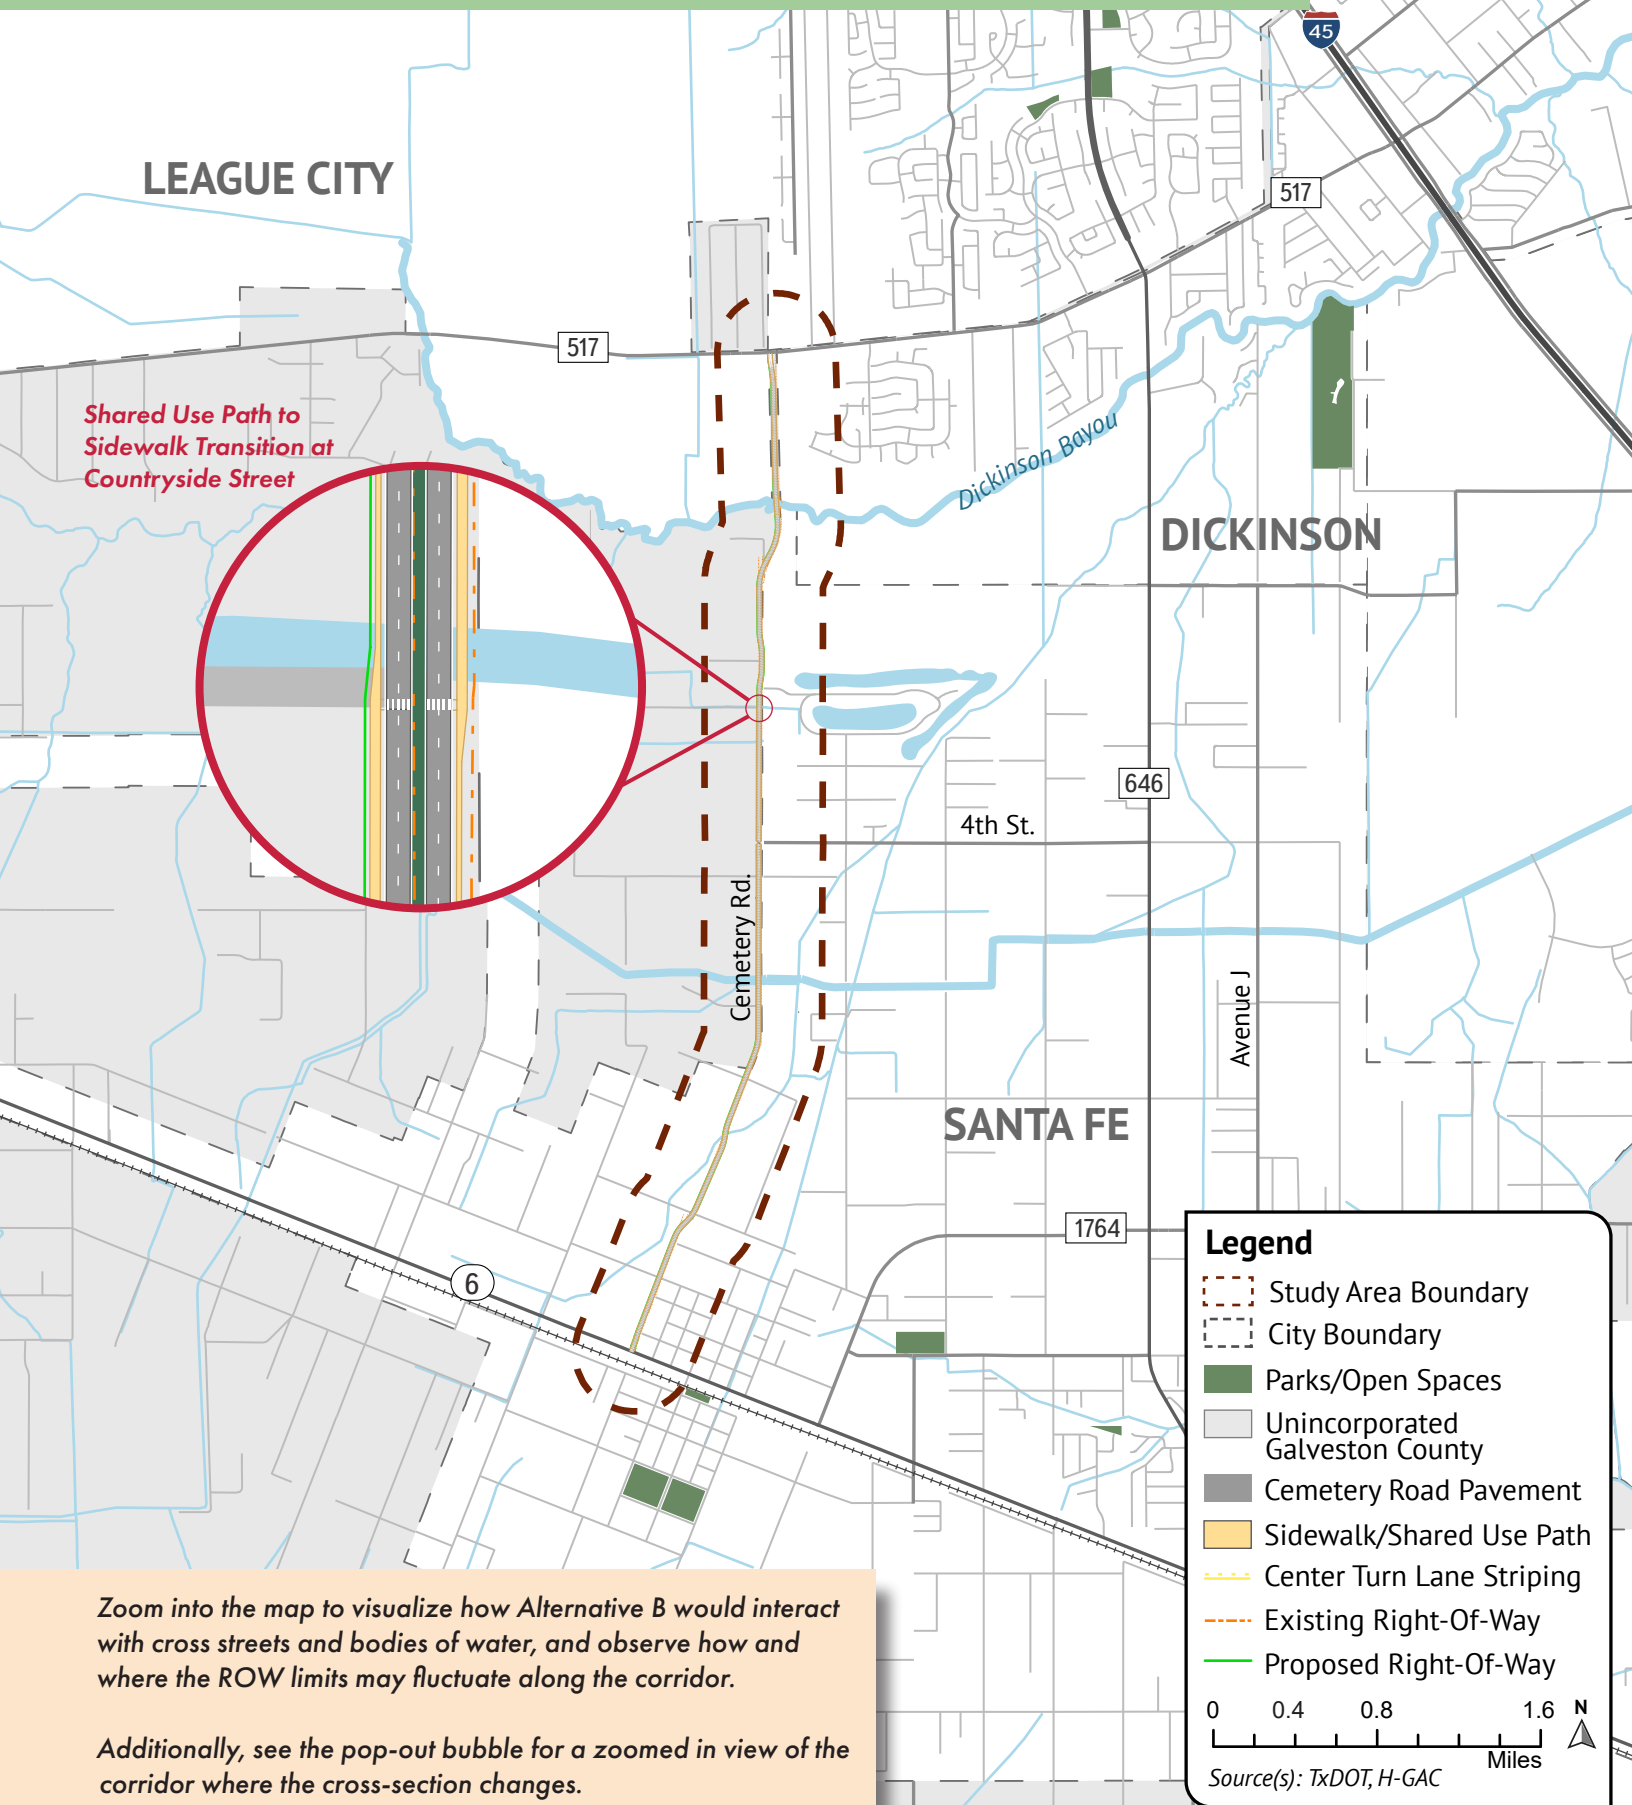 45
LEAGUE CITY
517
517
Shared Use Path to
Sidewalk Transition at
Countryside Street
Dickinson Bayou
DICKINSON
646
4th St.
Cemetery Rd.
Avenue J
SANTA FE
1764
6
Legend
Study Area Boundary
City Boundary
Parks/Open Spaces
Unincorporated
Galveston County
Cemetery Road Pavement
Sidewalk/Shared Use Path
Center Turn Lane Striping
Existing Right-Of-Way
Proposed Right-Of-Way
0 0.4 0.8 1.6 N
Miles
Source(s): TxDOT, H-GAC
Zoom into the map to visualize how Alternative B would interact
with cross streets and bodies of water, and observe how and
where the ROW limits may fluctuate along the corridor.
Additionally, see the pop-out bubble for a zoomed in view of the
corridor where the cross-section changes.